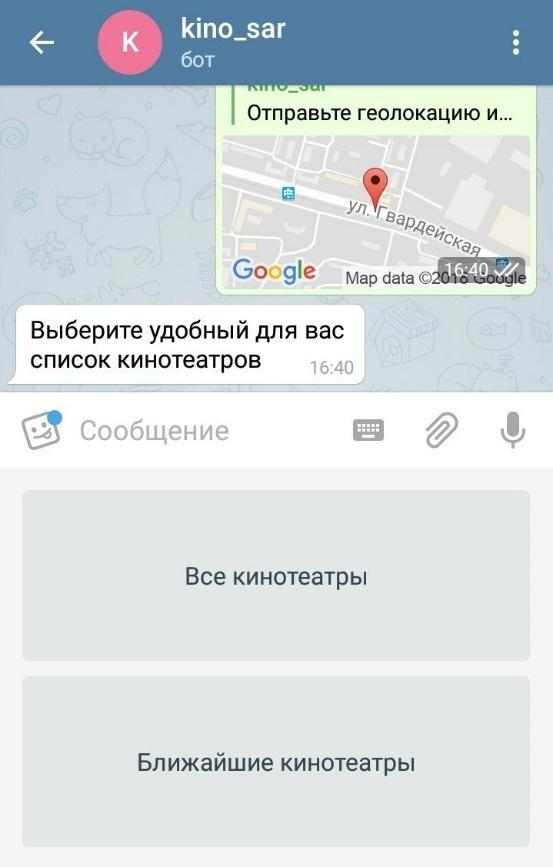 kino_sar
K
бот
kino_sar
Отправьте геолокацию и...
ул. Гвардейская
Google
Map data ©2016 Google
16:40
Выберите удобный для вас
список кинотеатров
16:40
Сообщение
Все кинотеатры
Ближайшие кинотеатры